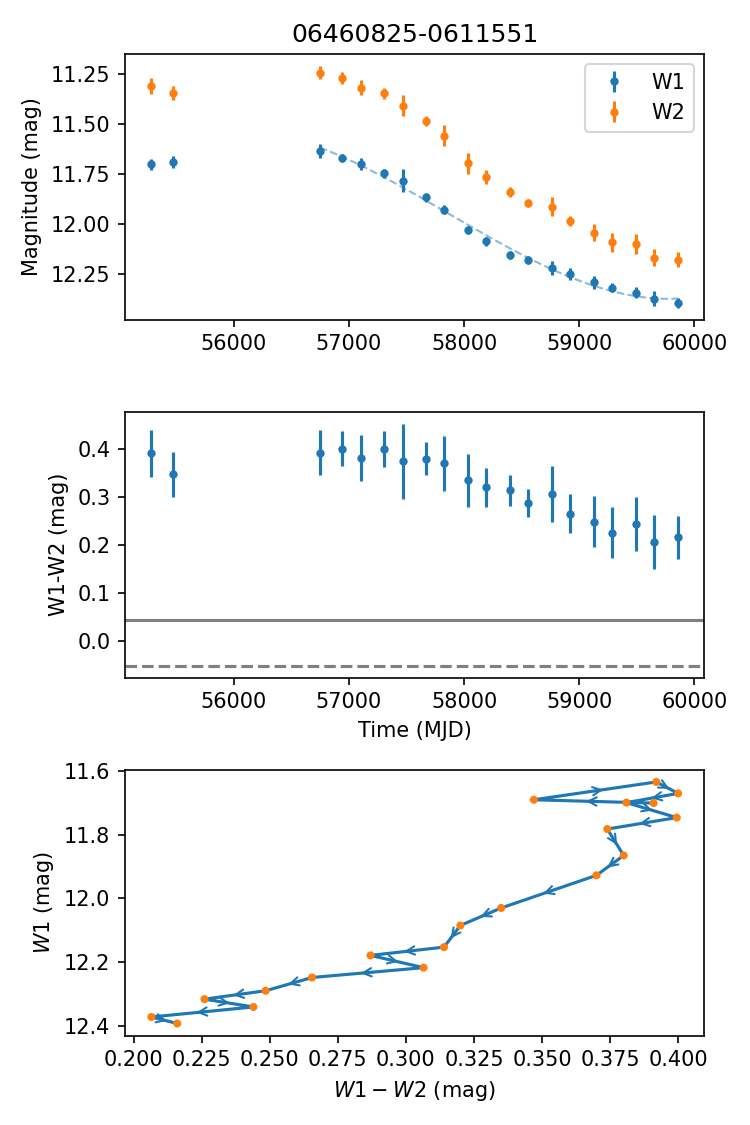 06460825-0611551
Magnitude (mag)
11.25
11.50
11.75
12.00
12.25
W1
W2
56000 57000 58000 59000 60000
W1-W2 (mag)
0.4
0.3
0.2
0.1
0.0
56000 57000 58000 59000 60000
Time (MJD)
W1 (mag)
11.6
11.8
12.0
12.2
12.4
0.200 0.225 0.250 0.275 0.300 0.325 0.350 0.375 0.400
W1 − W2 (mag)